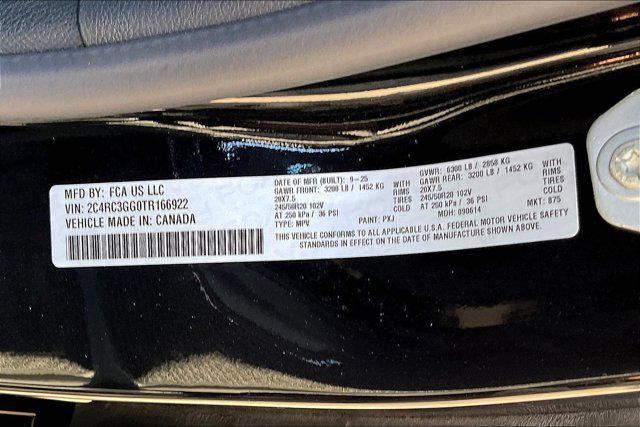 MFD BY: FCA US LLC
VIN: 2C4RC3GG0TR166922
VEHICLE MADE IN: CANADA
DATE OF MFR (BUILT): 9-25 GVWR: 6300 LB / 2858 KG
GAWR FRONT: 3200 LB / 1452 KG WITH GAWR REAR: 3200 LB / 1452 KG WITH
20X7.5 RIMS 20X7.5 RIMS
245/50R20 102V TIRES 245/50R20 102V TIRES
AT 250 kPa / 36 PSI COLD AT 250 kPa / 36 PSI COLD
TYPE: MPV PAINT: PXJ MDH: 090614 MKT: 875
THIS VEHICLE CONFORMS TO ALL APPLICABLE U.S.A. FEDERAL MOTOR VEHICLE SAFETY
STANDARDS IN EFFECT ON THE DATE OF MANUFACTURE SHOWN ABOVE.